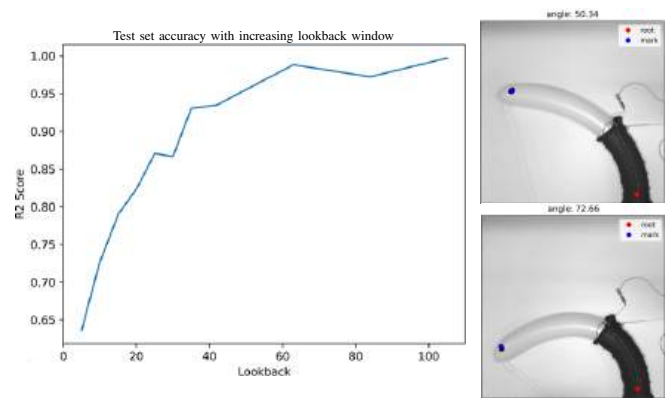 Test set accuracy with increasing lookback window
1.00
0.95
0.90
0.85
0.80
0.75
0.70
0.65
R2 Score
0
20
40
60
80
100
Lookback
angle: 50.34
root
mark
angle: 72.66
root
mark